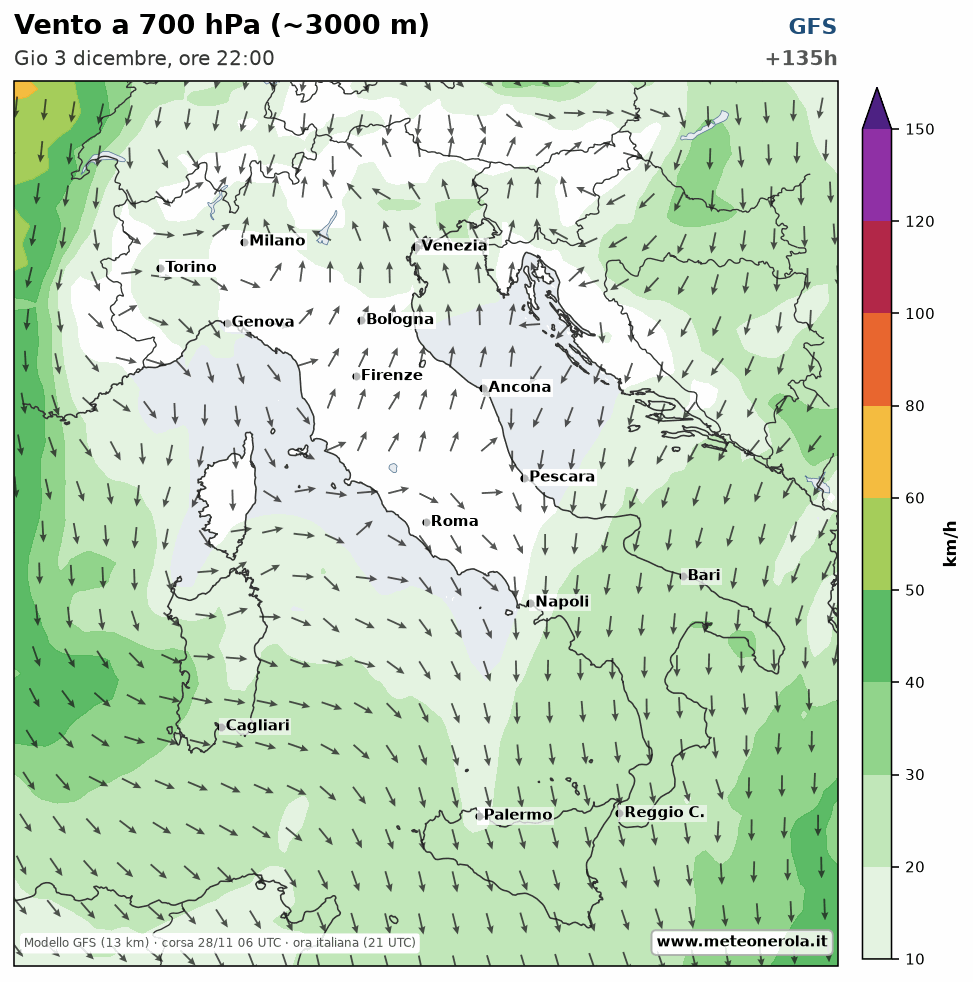 Vento a 700 hPa (~3000 m)
GFS
Gio 3 dicembre, ore 22:00
+135h
Milano
Venezia
Torino
Genova
Bologna
Firenze
Ancona
Pescara
Roma
Bari
Napoli
Cagliari
Palermo
Reggio C.
150
120
100
80
60
50
40
30
20
10
km/h
Modello GFS (13 km) · corsa 28/11 06 UTC · ora italiana (21 UTC)
www.meteonerola.it